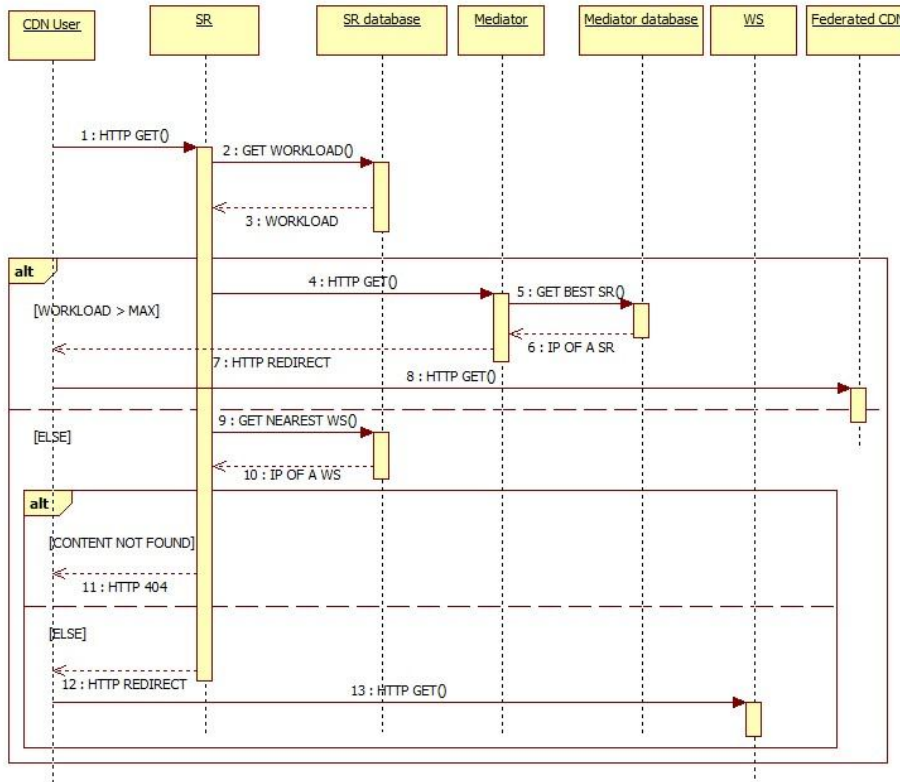 CDN User
SR
SR database
Mediator
Mediator database
WS
Federated CDN
1 : HTTP GET()
2 : GET WORKLOAD()
3 : WORKLOAD
alt
4 : HTTP GET()
5 : GET BEST SR()
[WORKLOAD > MAX]
6 : IP OF A SR
7 : HTTP REDIRECT
8 : HTTP GET()
[ELSE]
9 : GET NEAREST WS()
10 : IP OF A WS
alt
[CONTENT NOT FOUND]
11 : HTTP 404
[ELSE]
12 : HTTP REDIRECT
13 : HTTP GET()